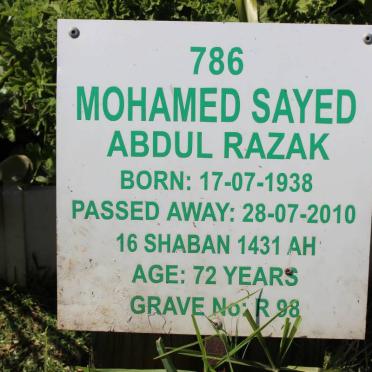 786
MOHAMED SAYED
ABDUL RAZAK
BORN: 17-07-1938
PASSED AWAY: 28-07-2010
16 SHABAN 1431 AH
AGE: 72 YEARS
GRAVE No: R 98